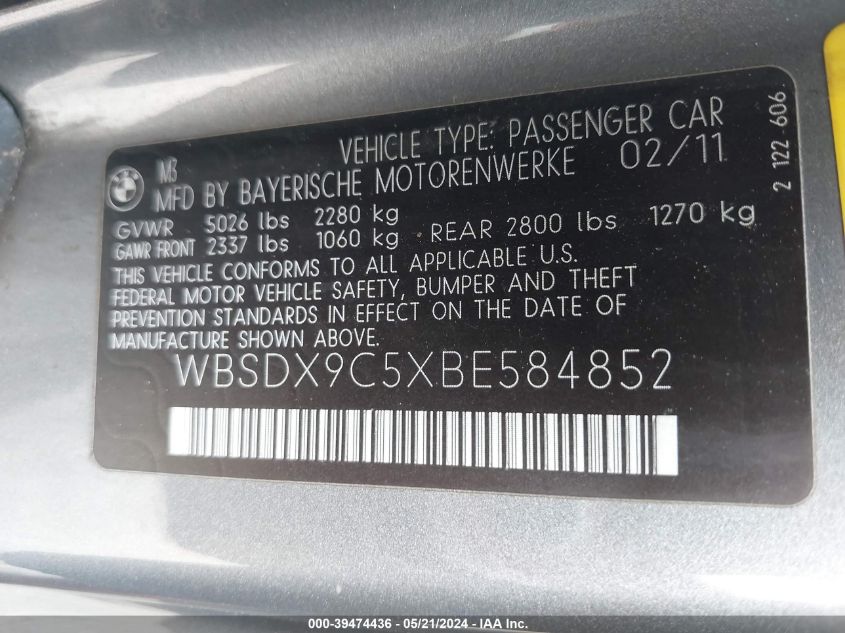 M3 VEHICLE TYPE: PASSENGER CAR
MFD BY BAYERISCHE MOTORENWERKE 02/11
GVWR 5026 lbs 2280 kg
GAWR FRONT 2337 lbs 1060 kg REAR 2800 lbs 1270 kg
THIS VEHICLE CONFORMS TO ALL APPLICABLE U.S.
FEDERAL MOTOR VEHICLE SAFETY, BUMPER AND THEFT
PREVENTION STANDARDS IN EFFECT ON THE DATE OF
MANUFACTURE SHOWN ABOVE.
WBSDX9C5XBE584852
2 122 606
000-39474436 - 05/21/2024 - IAA Inc.